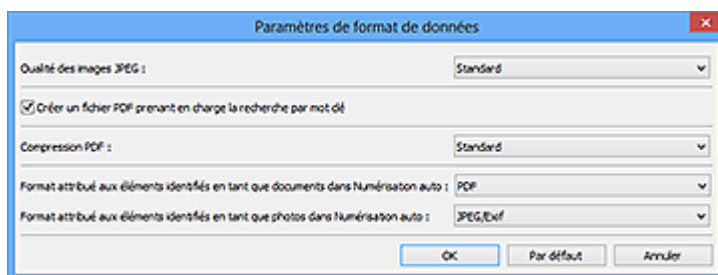 Paramètres de format de données
Qualité des images JPEG : Standard
Créer un fichier PDF prenant en charge la recherche par mot clé
Compression PDF : Standard
Format attribué aux éléments identifiés en tant que documents dans Numérisation auto : PDF
Format attribué aux éléments identifiés en tant que photos dans Numérisation auto : JPEG/Exif
OK Par défaut Annuler